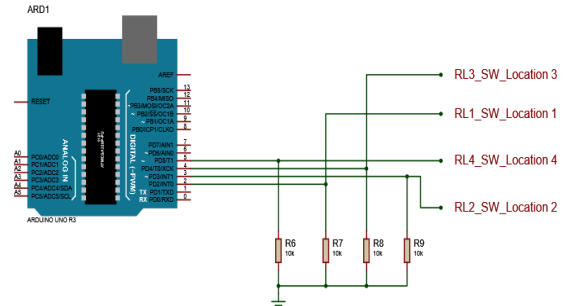 ARD1
RESET
AREF
PB5/SCK 13
PB4/MISO 12
~ PB3/MOSI/OC2A 11
~ PB2/SS/OC1B 10
~ PB1/OC1A 9
PB0/ICP1/CLKO 8
PD7/AIN1 7
~ PD6/AIN0 6
~ PD5/T1 5
PD4/T0/XCK 4
~ PD3/INT1 3
PD2/INT0 2
TX PD1/TXD 1
RX PD0/RXD 0
DIGITAL (~PWM)
ANALOG IN
A0 PC0/ADC0
A1 PC1/ADC1
A2 PC2/ADC2
A3 PC3/ADC3
A4 PC4/ADC4/SDA
A5 PC5/ADC5/SCL
ARDUINO UNO R3
RL3_SW_Location 3
RL1_SW_Location 1
RL4_SW_Location 4
RL2_SW_Location 2
R6
10k
R7
10k
R8
10k
R9
10k